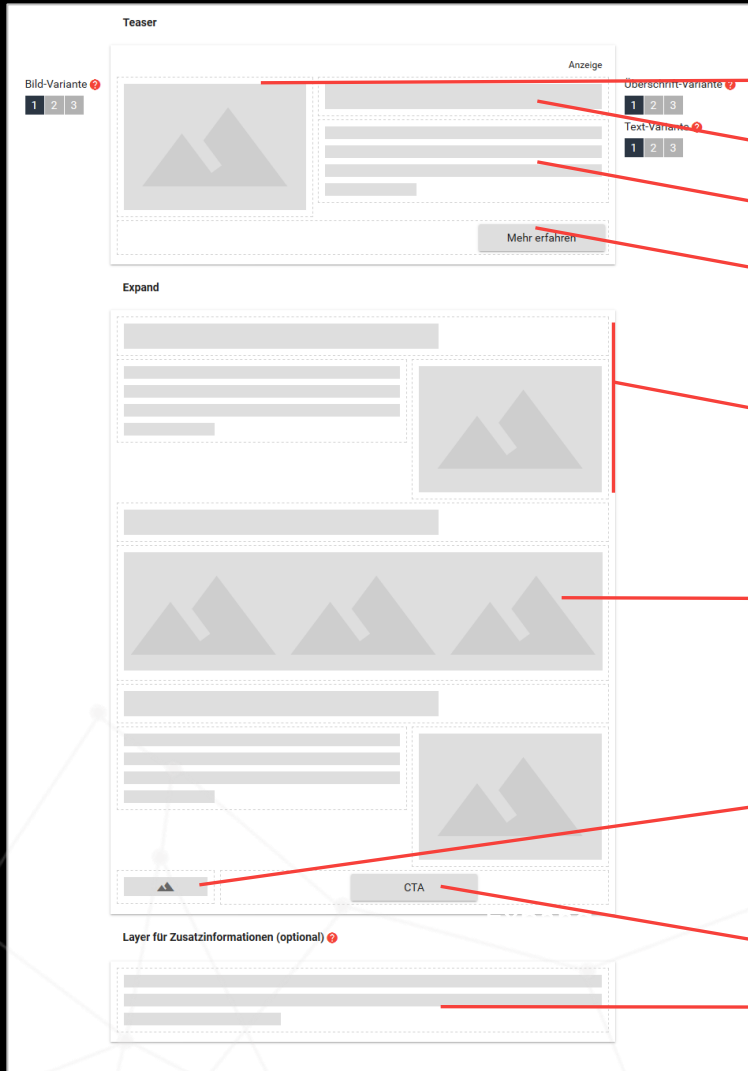 Teaser
Anzeige
Bild-Variante ?
1 2 3
Überschrift-Variante ?
1 2 3
Text-Variante ?
1 2 3
Mehr erfahren
Expand
CTA
Layer für Zusatzinformationen (optional) ?